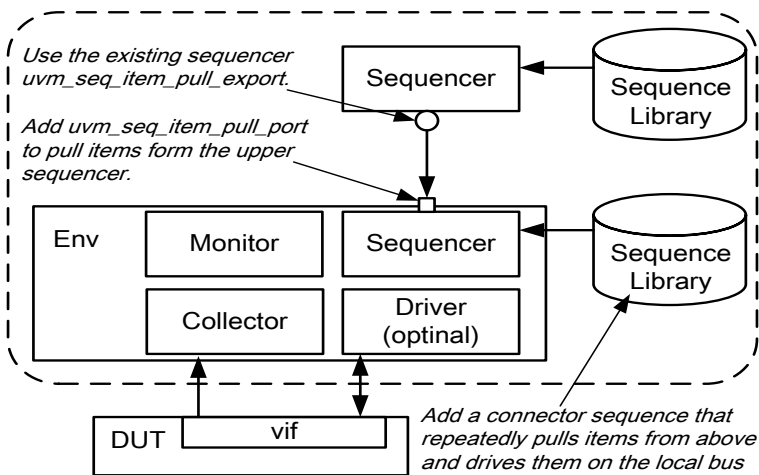 Use the existing sequencer
uvm_seq_item_pull_export.
Sequencer
Sequence
Library
Add uvm_seq_item_pull_port
to pull items form the upper
sequencer.
Env
Monitor
Sequencer
Sequence
Library
Collector
Driver
(optinal)
DUT
vif
Add a connector sequence that
repeatedly pulls items from above
and drives them on the local bus